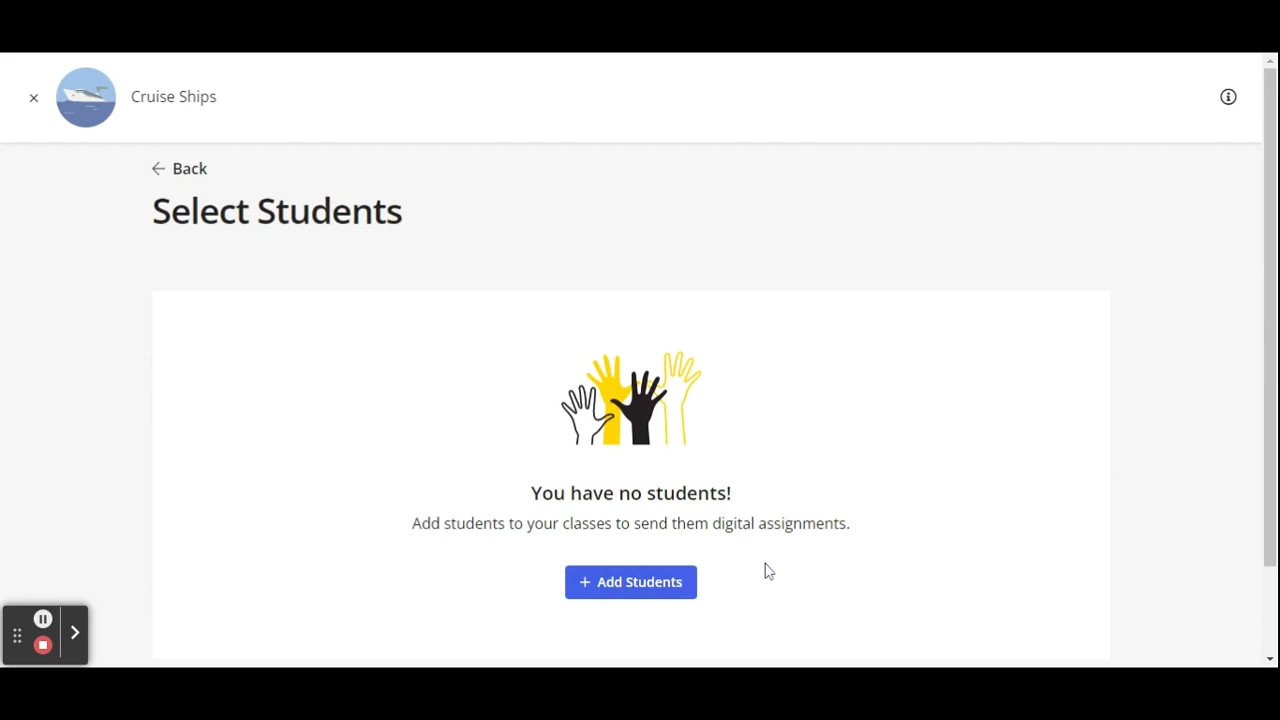 Cruise Ships
Back
Select Students
You have no students!
Add students to your classes to send them digital assignments.
+ Add Students